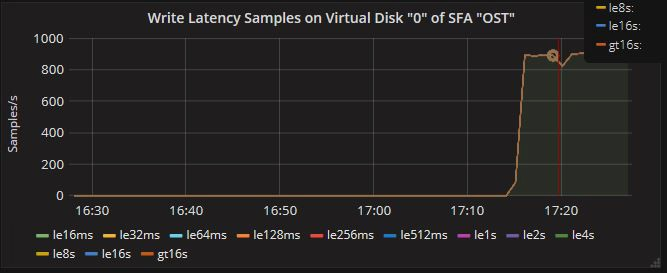 le8s:
Write Latency Samples on Virtual Disk "0" of SFA "OST"
le16s:
gt16s:
1000
800
600
400
200
0
Samples/s
16:30 16:40 16:50 17:00 17:10 17:20
le16ms le32ms le64ms le128ms le256ms le512ms le1s le2s le4s
le8s le16s gt16s